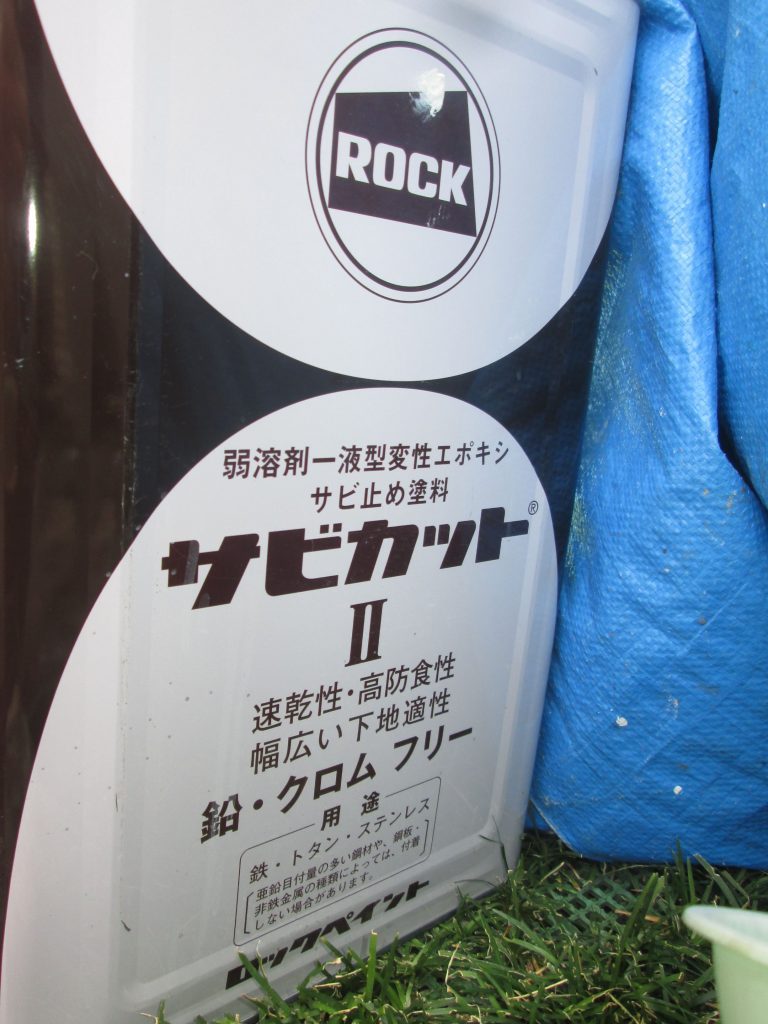 ROCK
弱溶剤一液型変性エポキシ
サビ止め塗料
サビカット®
II
速乾性・高防食性
幅広い下地適性
鉛・クロム フリー
用途
鉄・トタン・ステンレス
亜鉛目付量の多い鋼材や、鋼板・
非鉄金属の種類によっては、付着
しない場合があります。
ロックペイント